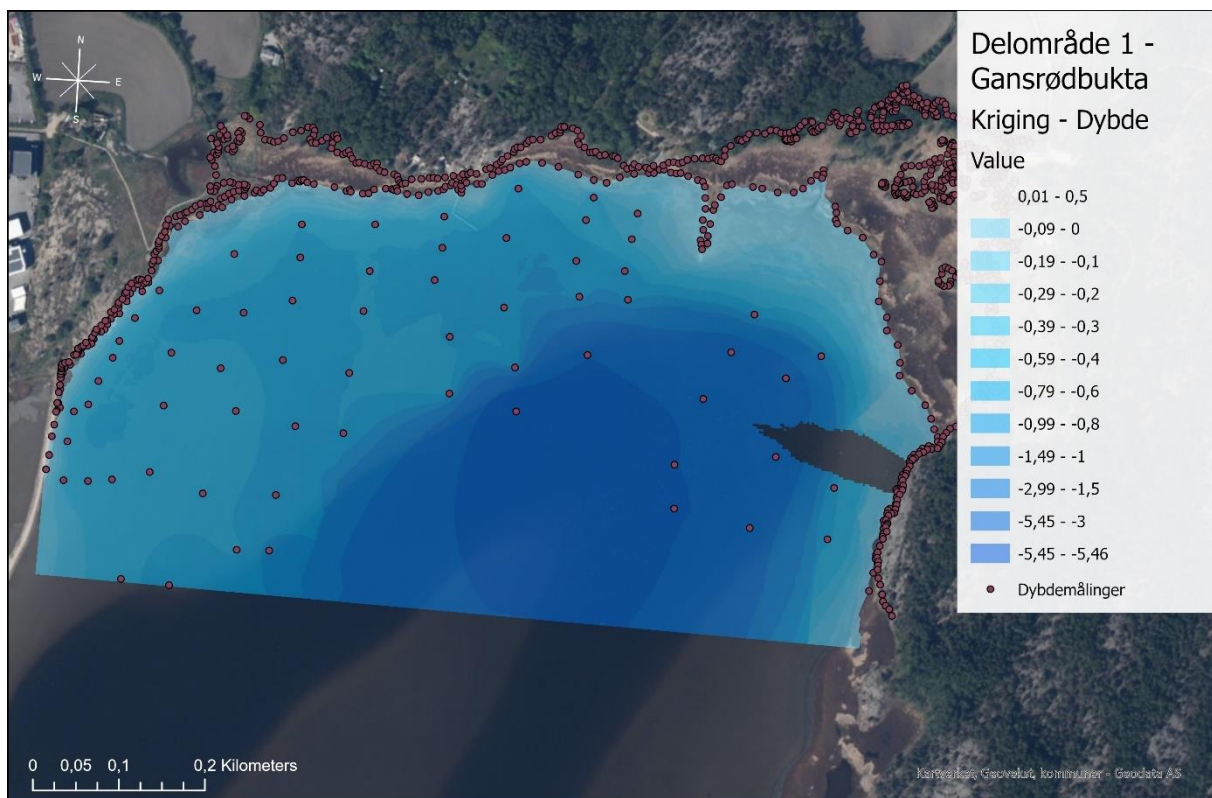 Delområde 1 -
Gansrødbukta
Kriging - Dybde
Value
0,01 - 0,5
-0,09 - 0
-0,19 - -0,1
-0,29 - -0,2
-0,39 - -0,3
-0,59 - -0,4
-0,79 - -0,6
-0,99 - -0,8
-1,49 - -1
-2,99 - -1,5
-5,45 - -3
-5,45 - -5,46
Dybdemålinger
N
W
E
S
0 0,05 0,1 0,2 Kilometers
Kartverket, Geovekst, kommuner - Geodata AS